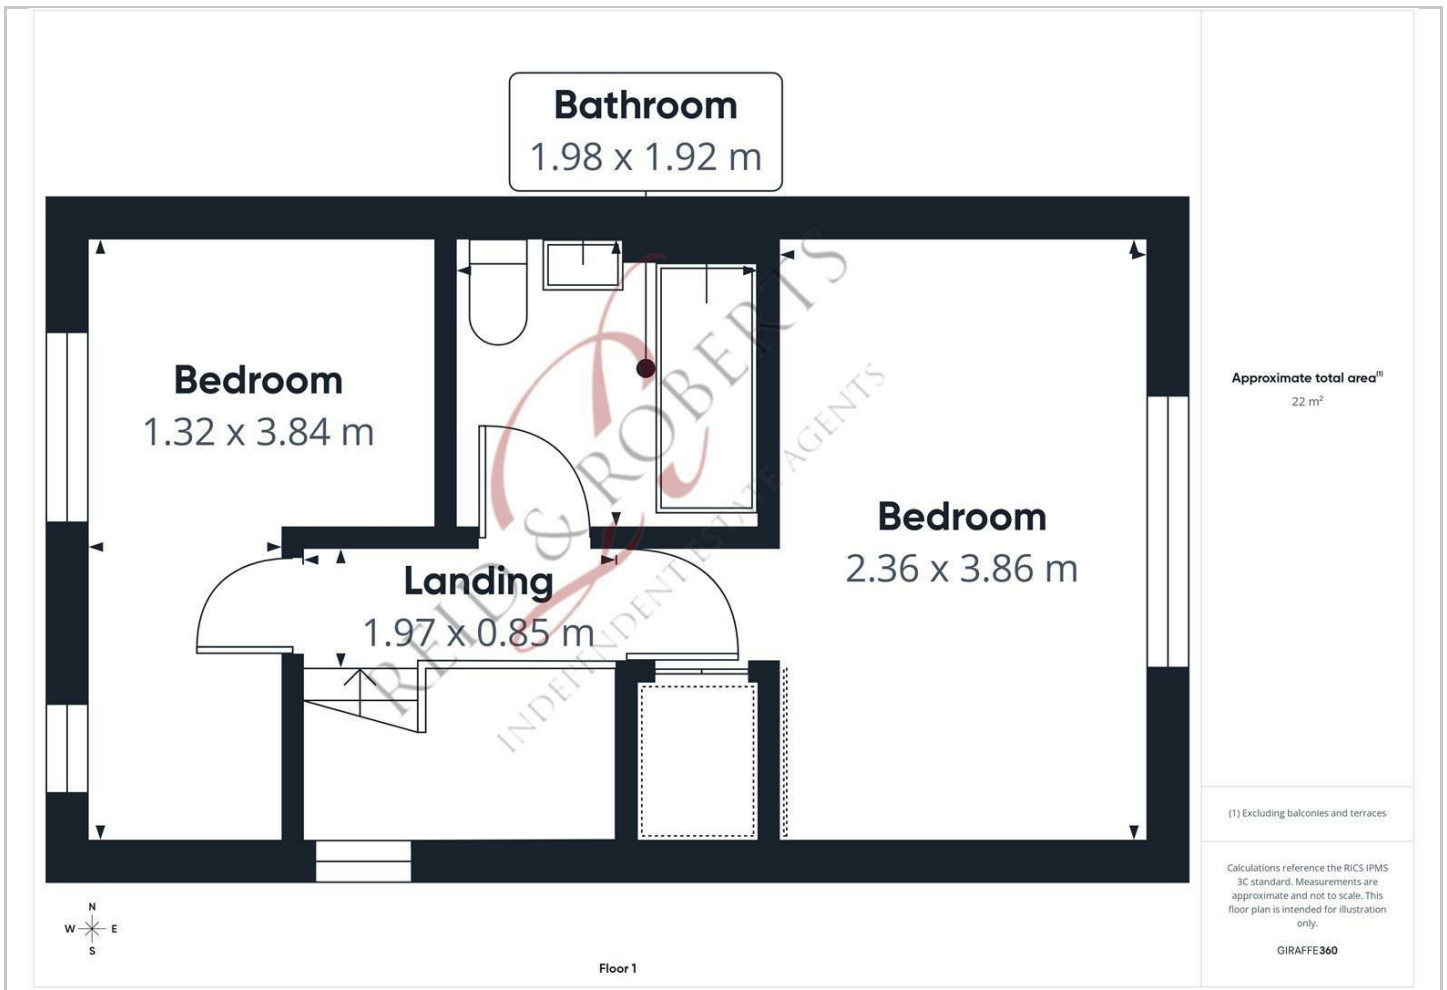 Bathroom
1.98 x 1.92 m
Bedroom
1.32 x 3.84 m
Bedroom
2.36 x 3.86 m
Landing
1.97 x 0.85 m
REID & ROBERTS
INDEPENDENT ESTATE AGENTS
Approximate total area(1)
22 m²
(1) Excluding balconies and terraces
Calculations reference the RICS IPMS
3C standard. Measurements are
approximate and not to scale. This
floor plan is intended for illustration
only.
GIRAFFE360
N
W E
S
Floor 1